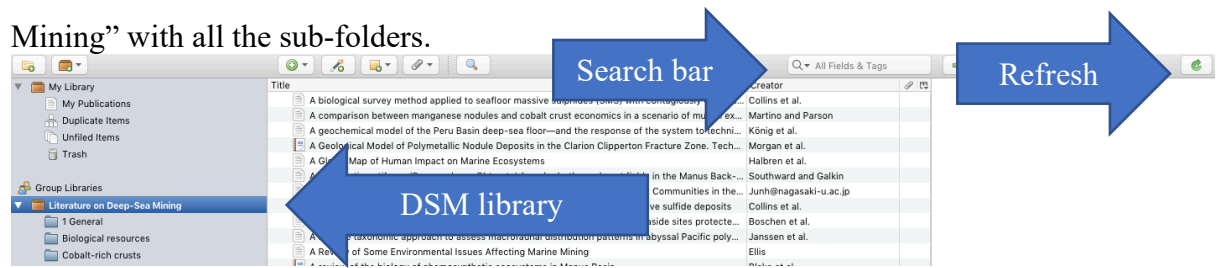 Mining” with all the sub-folders.
Search bar
All Fields & Tags
Refresh
My Library
My Publications
Duplicate Items
Unfiled Items
Trash
Group Libraries
Literature on Deep-Sea Mining
1 General
Biological resources
Cobalt-rich crusts
Title Creator
A biological survey method applied to seafloor massive sulphides (SMS) with contagiously Collins et al.
A comparison between manganese nodules and cobalt crust economics in a scenario of ex... Martino and Parson
A geochemical model of the Peru Basin deep-sea floor—and the response of the system to techni... König et al.
A Geological Model of Polymetallic Nodule Deposits in the Clarion Clipperton Fracture Zone. Tech... Morgan et al.
A Map of Human Impact on Marine Ecosystems Halbren et al.
in the Manus Back-... Southward and Galkin
Communities in the... Junh@nagasaki-u.ac.jp
sulfide deposits Collins et al.
sites protecte... Boschen et al.
taxonomic approach to assess macrofaunal distribution patterns in abyssal Pacific poly... Janssen et al.
A of Some Environmental Issues Affecting Marine Mining Ellis
DSM library